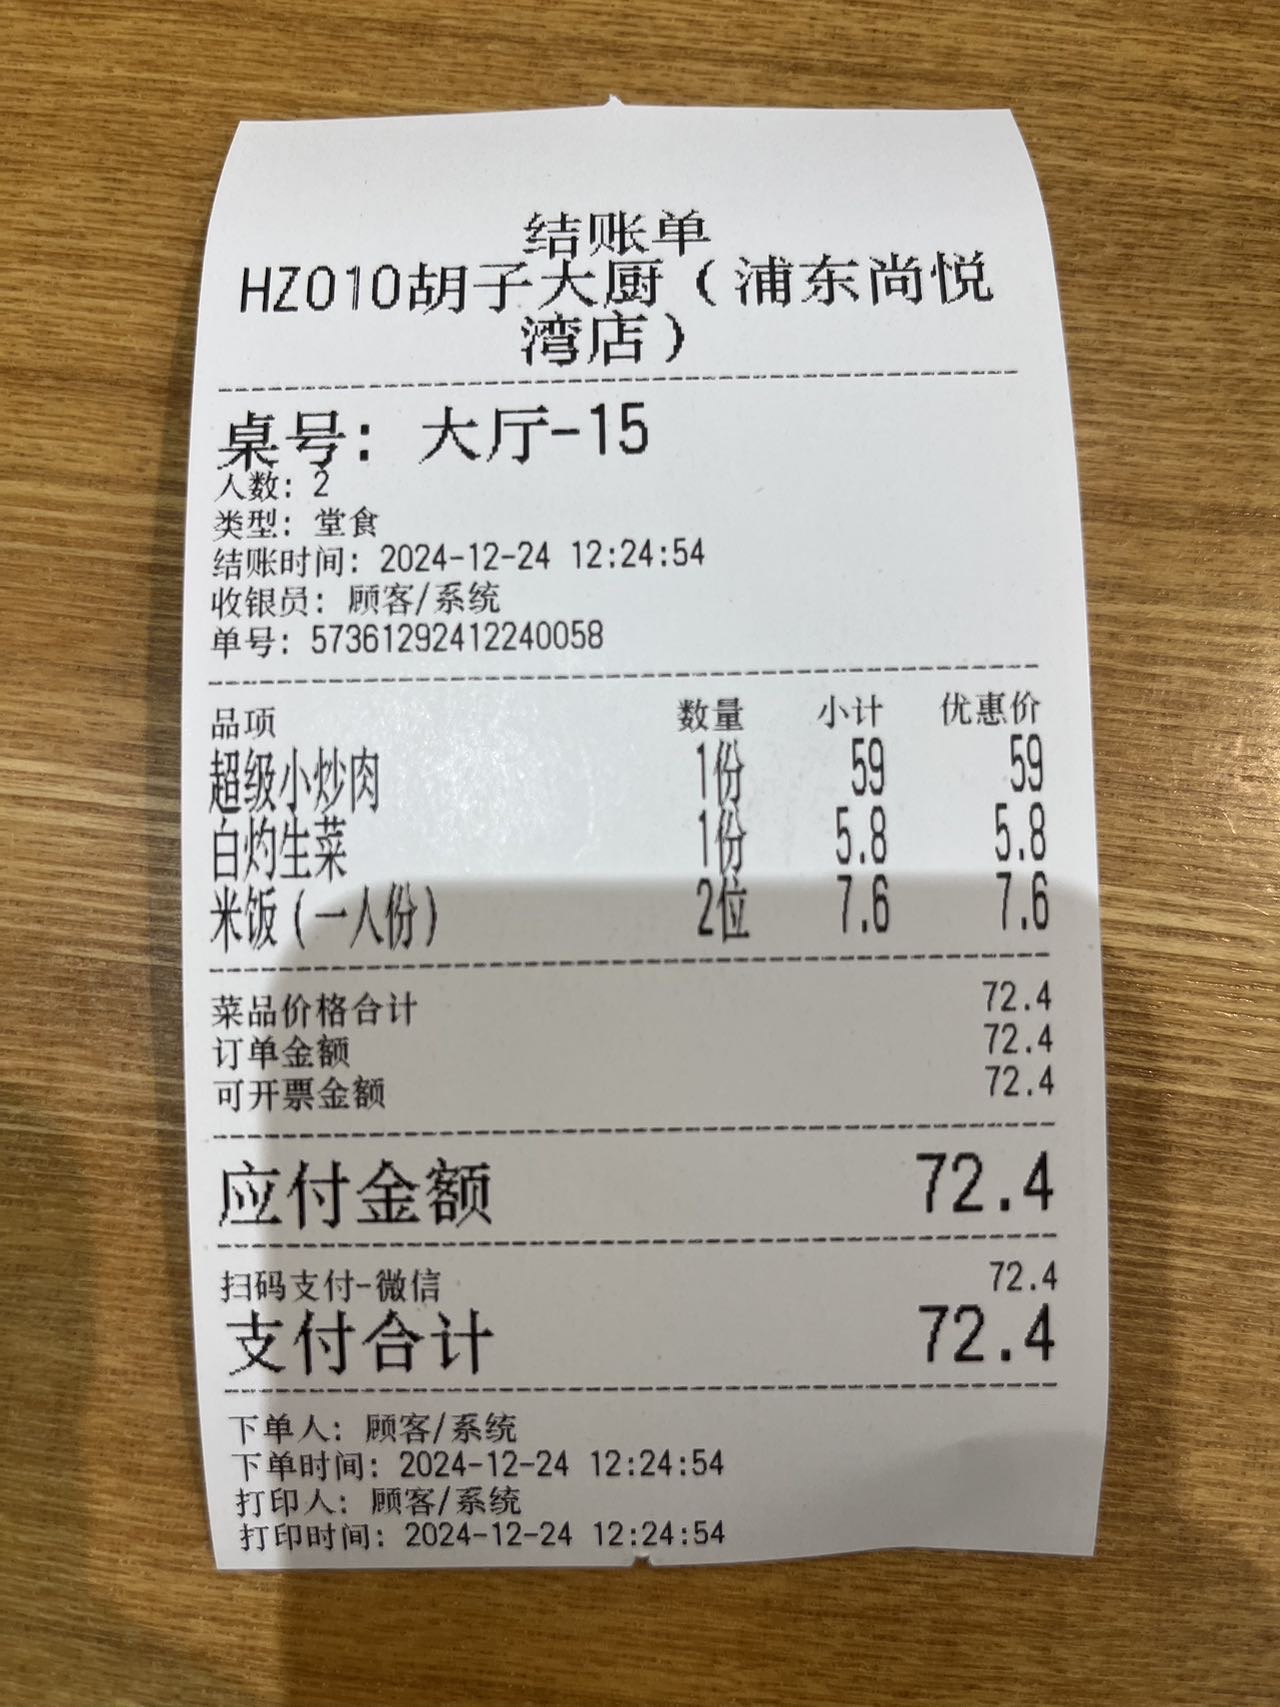 结账单
HZ010胡子大厨（浦东尚悦
湾店）
桌号：大厅-15
人数：2
类型：堂食
结账时间：2024-12-24 12:24:54
收银员：顾客/系统
单号：57361292412240058
品项 数量 小计 优惠价
超级小炒肉 1份 59 59
白灼生菜 1份 5.8 5.8
米饭（一人份） 2位 7.6 7.6
菜品价格合计 72.4
订单金额 72.4
可开票金额 72.4
应付金额 72.4
扫码支付-微信 72.4
支付合计 72.4
下单人：顾客/系统
下单时间：2024-12-24 12:24:54
打印人：顾客/系统
打印时间：2024-12-24 12:24:54